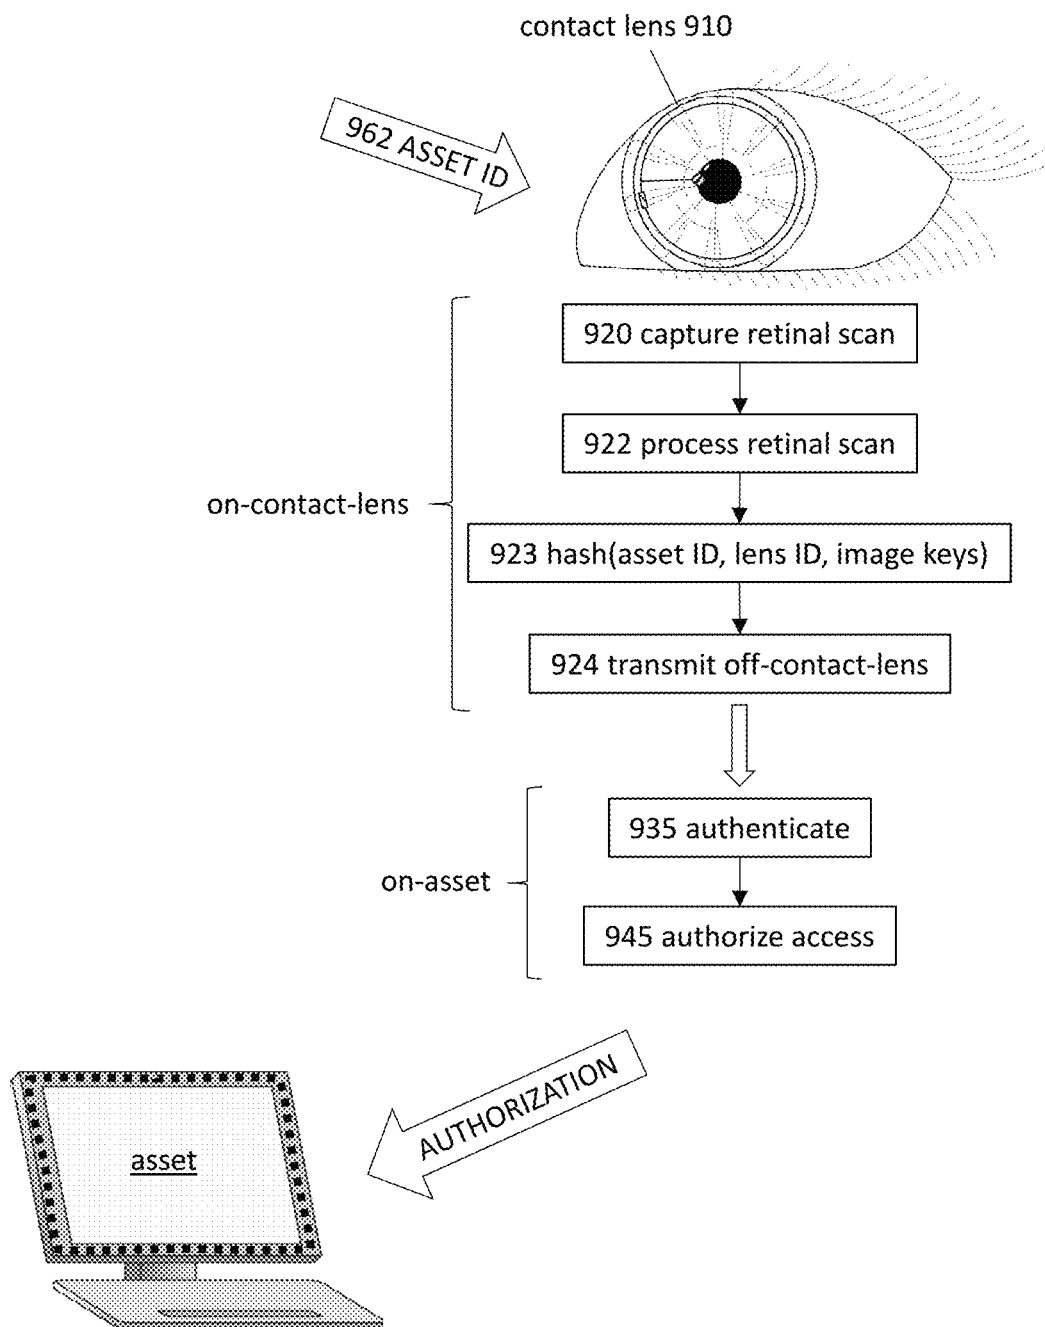 contact lens 910
962 ASSET ID
920 capture retinal scan
922 process retinal scan
on-contact-lens
923 hash(asset ID, lens ID, image keys)
924 transmit off-contact-lens
935 authenticate
on-asset
945 authorize access
AUTHORIZATION
asset